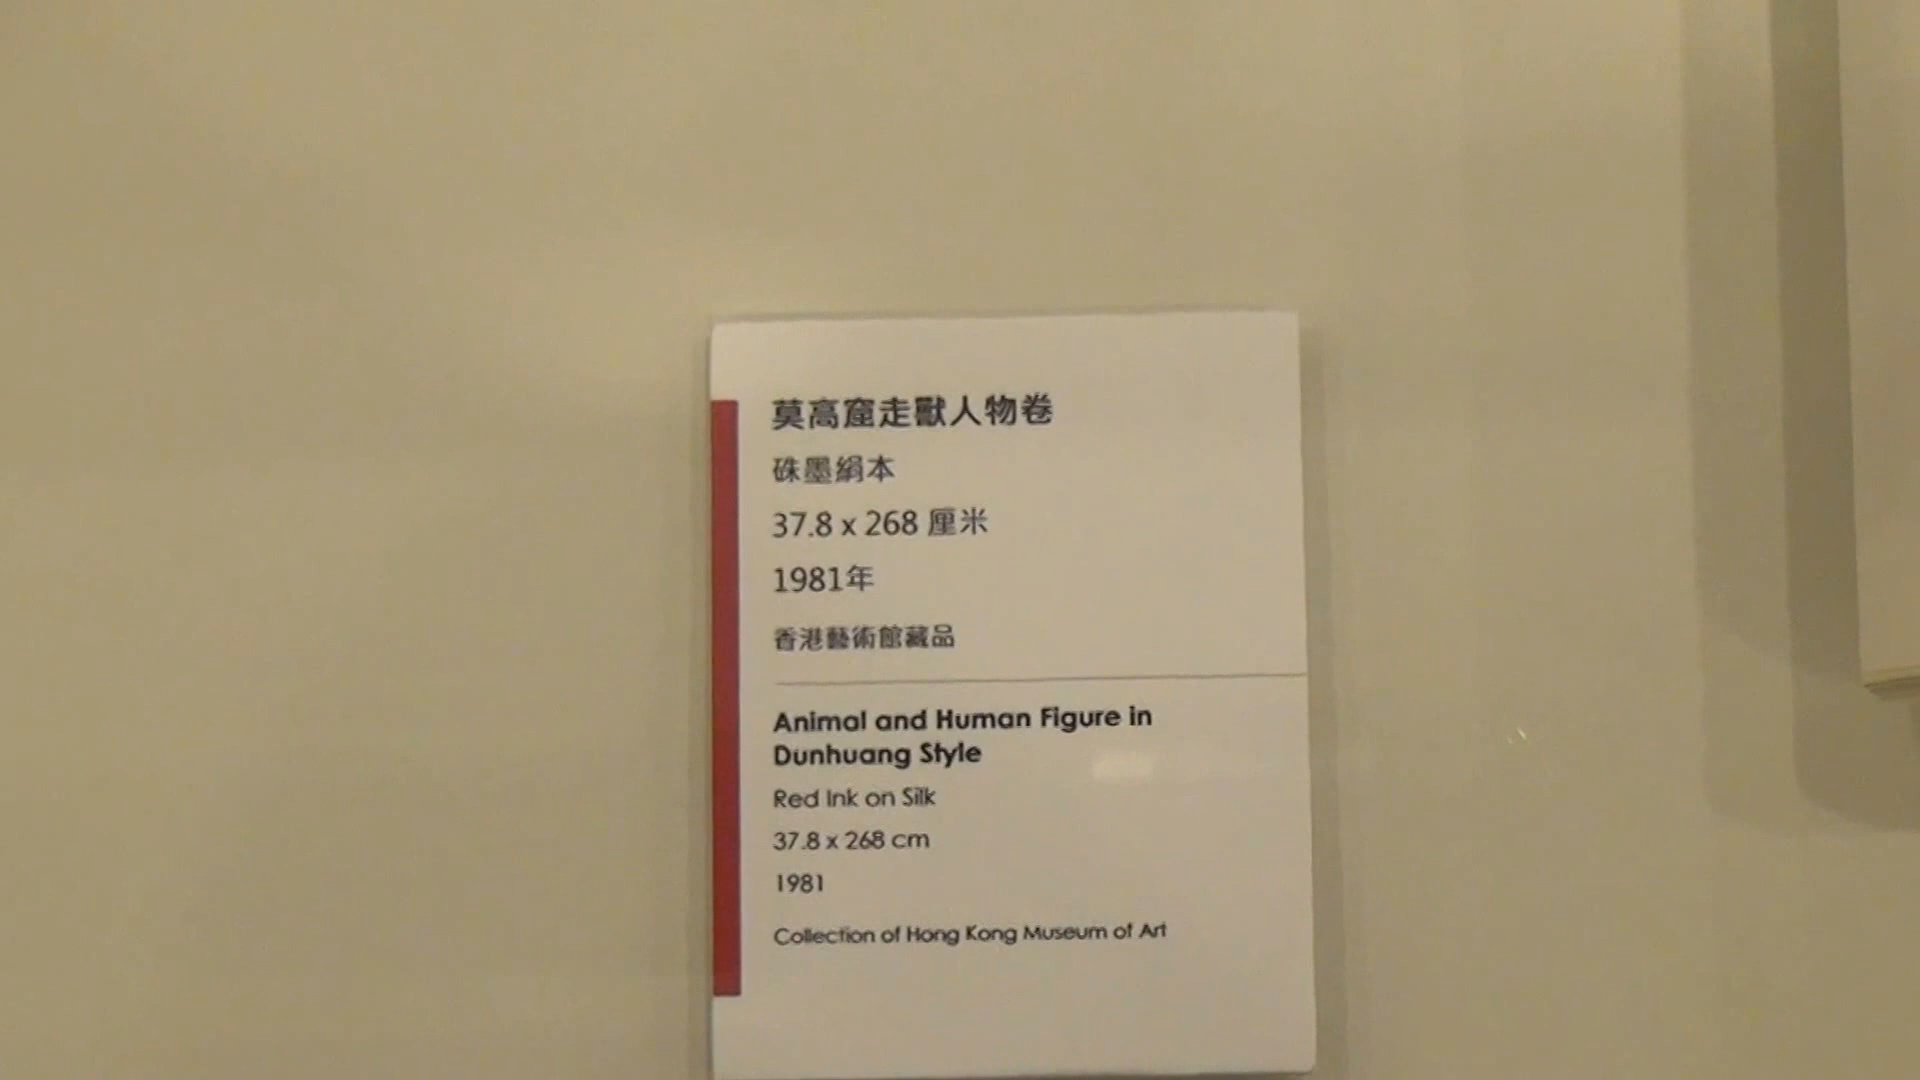 莫高窟走獸人物卷
硃墨絹本
37.8 x 268 厘米
1981年
香港藝術館藏品
Animal and Human Figure in
Dunhuang Style
Red Ink on Silk
37.8 x 268 cm
1981
Collection of Hong Kong Museum of Art